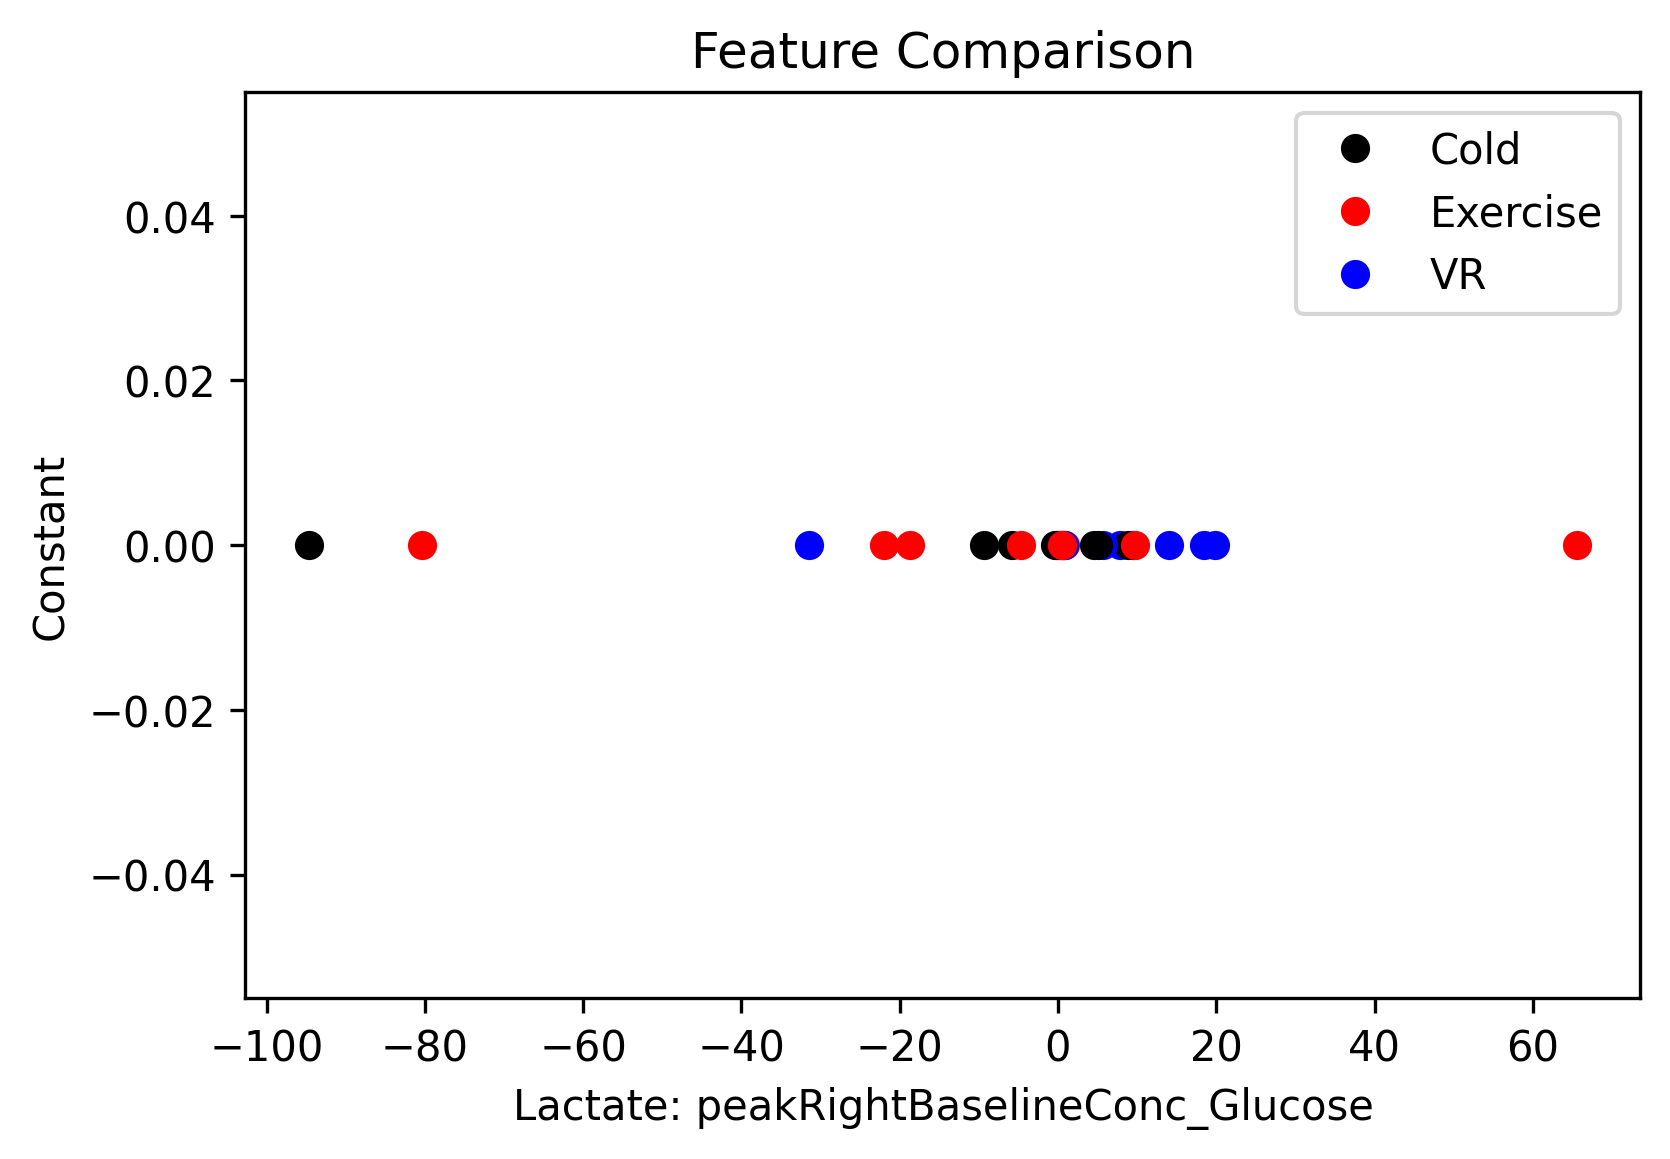 Feature Comparison
Cold
Exercise
VR
0.04
0.02
0.00
−0.02
−0.04
Constant
−100
−80
−60
−40
−20
0
20
40
60
Lactate: peakRightBaselineConc_Glucose